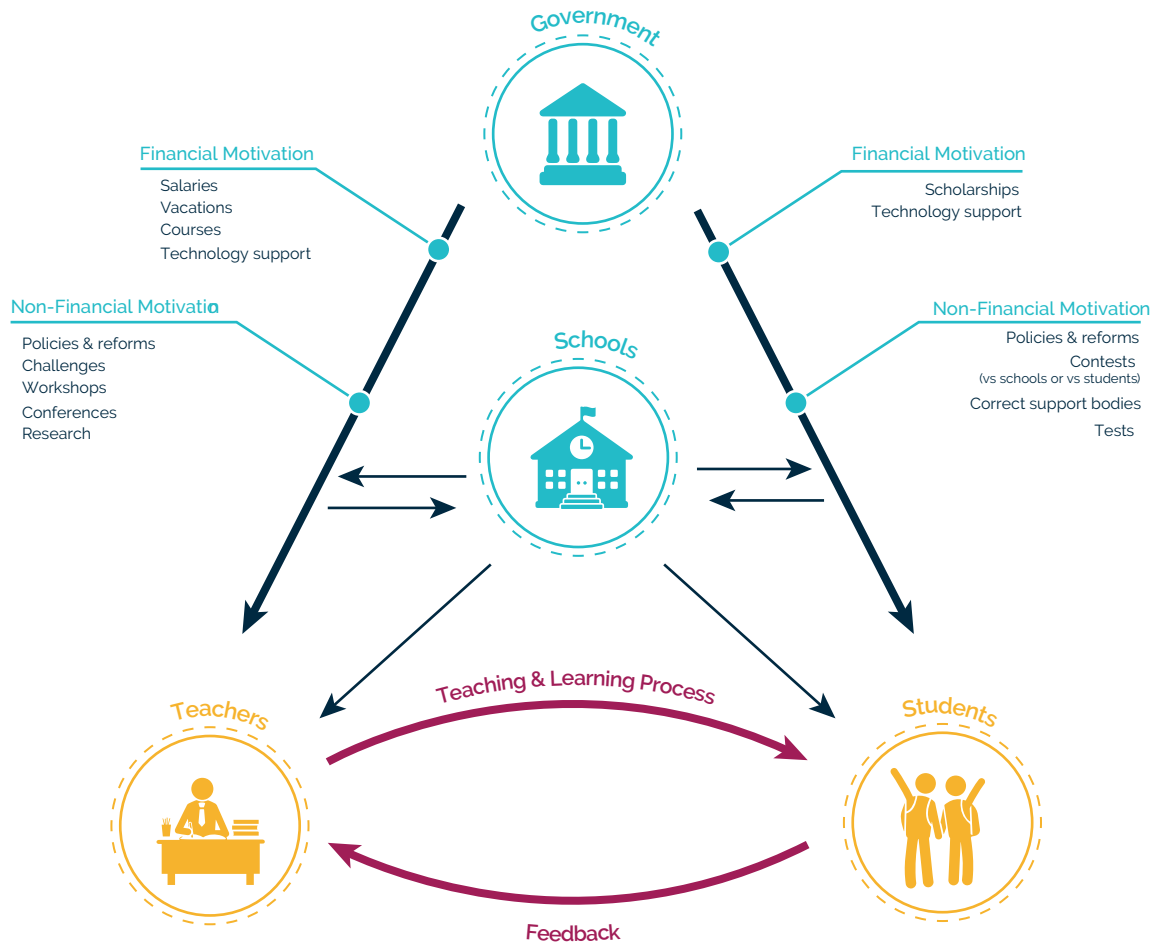 Government
Financial Motivation
Salaries
Vacations
Courses
Technology support
Financial Motivation
Scholarships
Technology support
Non-Financial Motivation
Policies & reforms
Challenges
Workshops
Conferences
Research
Schools
Non-Financial Motivation
Policies & reforms
Contests
(vs schools or vs students)
Correct support bodies
Tests
Teaching & Learning Process
Teachers
Students
Feedback